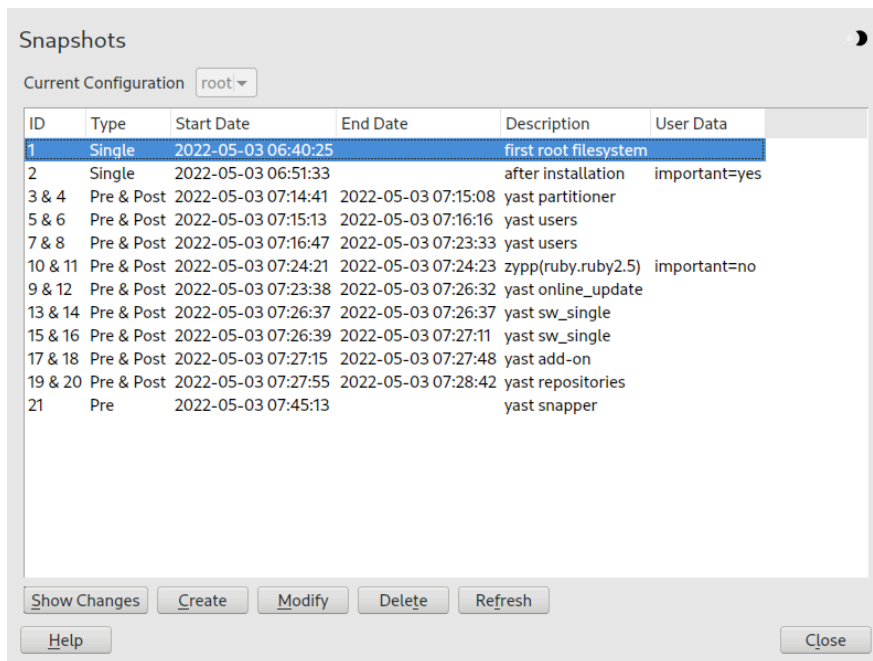 Snapshots
Current Configuration root
ID Type Start Date End Date Description User Data
1 Single 2022-05-03 06:40:25 first root filesystem
2 Single 2022-05-03 06:51:33 after installation important=yes
3 & 4 Pre & Post 2022-05-03 07:14:41 2022-05-03 07:15:08 yast partitioner
5 & 6 Pre & Post 2022-05-03 07:15:13 2022-05-03 07:16:16 yast users
7 & 8 Pre & Post 2022-05-03 07:16:47 2022-05-03 07:23:33 yast users
10 & 11 Pre & Post 2022-05-03 07:24:21 2022-05-03 07:24:23 zypp(ruby.ruby2.5) important=no
9 & 12 Pre & Post 2022-05-03 07:23:38 2022-05-03 07:26:32 yast online_update
13 & 14 Pre & Post 2022-05-03 07:26:37 2022-05-03 07:26:37 yast sw_single
15 & 16 Pre & Post 2022-05-03 07:26:39 2022-05-03 07:27:11 yast sw_single
17 & 18 Pre & Post 2022-05-03 07:27:15 2022-05-03 07:27:48 yast add-on
19 & 20 Pre & Post 2022-05-03 07:27:55 2022-05-03 07:28:42 yast repositories
21 Pre 2022-05-03 07:45:13 yast snapper
Show Changes Create Modify Delete Refresh
Help Close